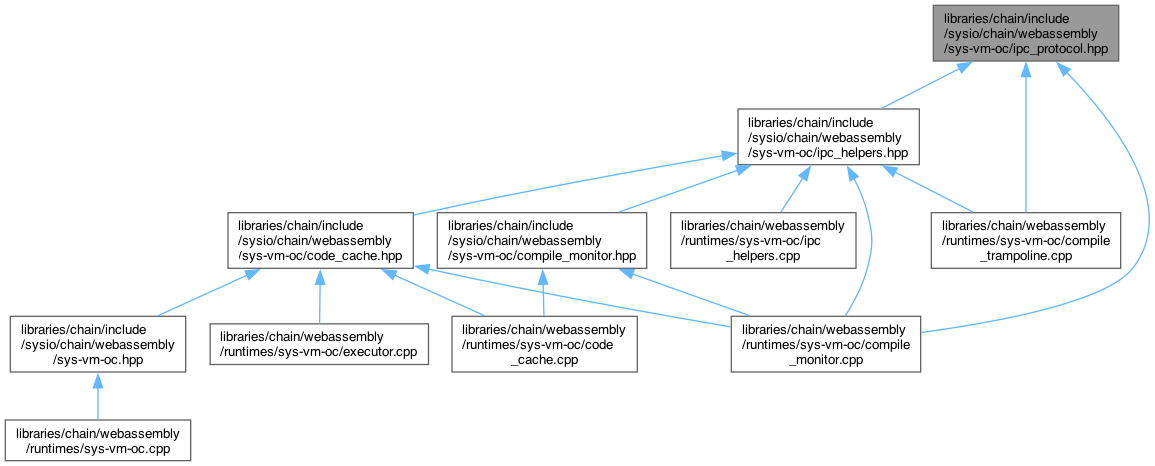 libraries/chain/include
/sysio/chain/webassembly
/sys-vm-oc/ipc_protocol.hpp
libraries/chain/include
/sysio/chain/webassembly
/sys-vm-oc/ipc_helpers.hpp
libraries/chain/include
/sysio/chain/webassembly
/sys-vm-oc/code_cache.hpp
libraries/chain/include
/sysio/chain/webassembly
/sys-vm-oc/compile_monitor.hpp
libraries/chain/webassembly
/runtimes/sys-vm-oc/ipc
_helpers.cpp
libraries/chain/webassembly
/runtimes/sys-vm-oc/compile
_trampoline.cpp
libraries/chain/include
/sysio/chain/webassembly
/sys-vm-oc.hpp
libraries/chain/webassembly
/runtimes/sys-vm-oc/executor.cpp
libraries/chain/webassembly
/runtimes/sys-vm-oc/code
_cache.cpp
libraries/chain/webassembly
/runtimes/sys-vm-oc/compile
_monitor.cpp
libraries/chain/webassembly
/runtimes/sys-vm-oc.cpp